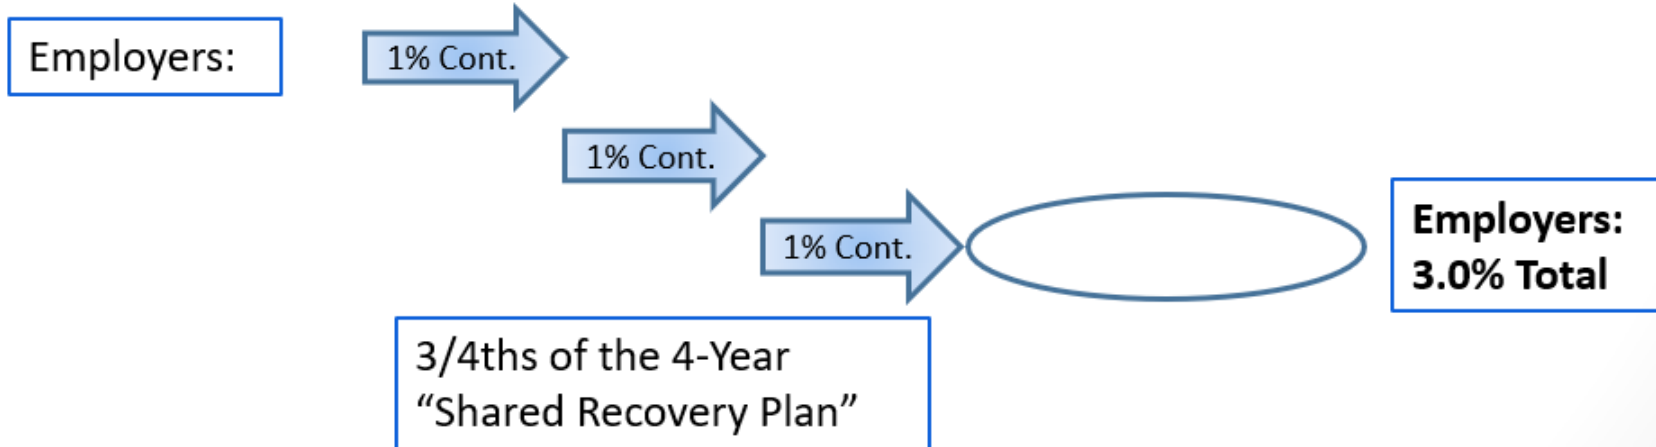 Employers:
1% Cont.
1% Cont.
1% Cont.
Employers:
3.0% Total
3/4ths of the 4-Year
“Shared Recovery Plan”